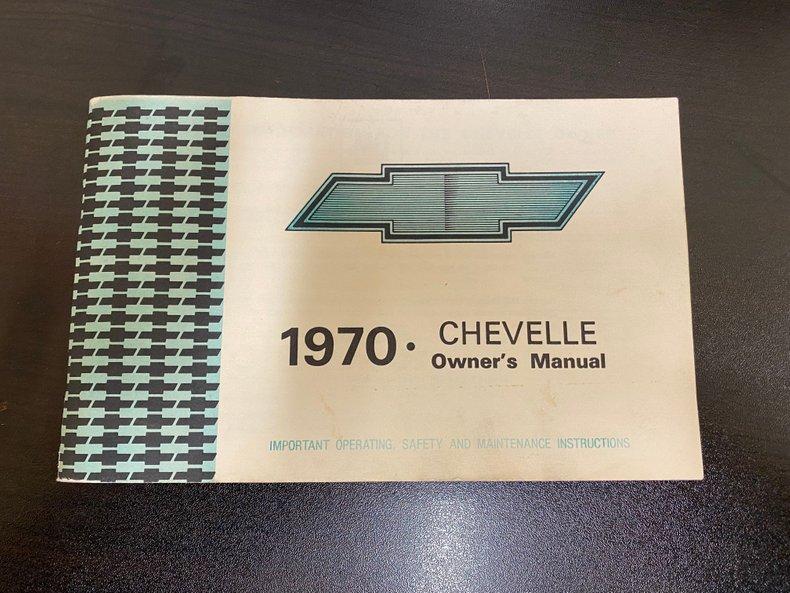 1970 • CHEVELLE
Owner's Manual
IMPORTANT OPERATING, SAFETY AND MAINTENANCE INSTRUCTIONS